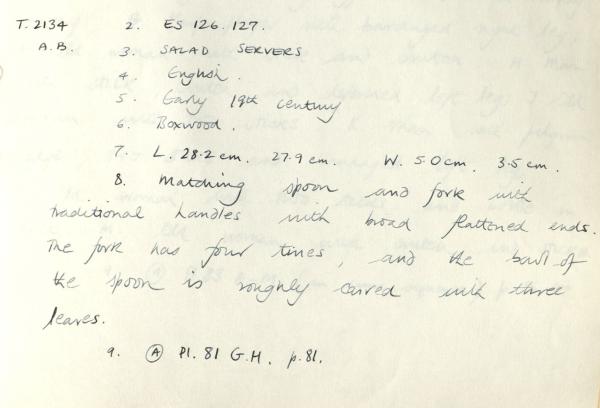 T.2134 2. ES 126.127.
A.B. 3. SALAD SERVERS
4. English.
5. Early 19th century
6. Boxwood.
7. L. 28.2 cm. 27.9 cm. W. 5.0 cm. 3.5 cm.
8. Matching spoon and fork with
traditional handles with broad flattened ends.
The fork has four tines, and the bowl of
the spoon is roughly carved with three
leaves.
9. Ⓐ Pl. 81 G.H. p.81.